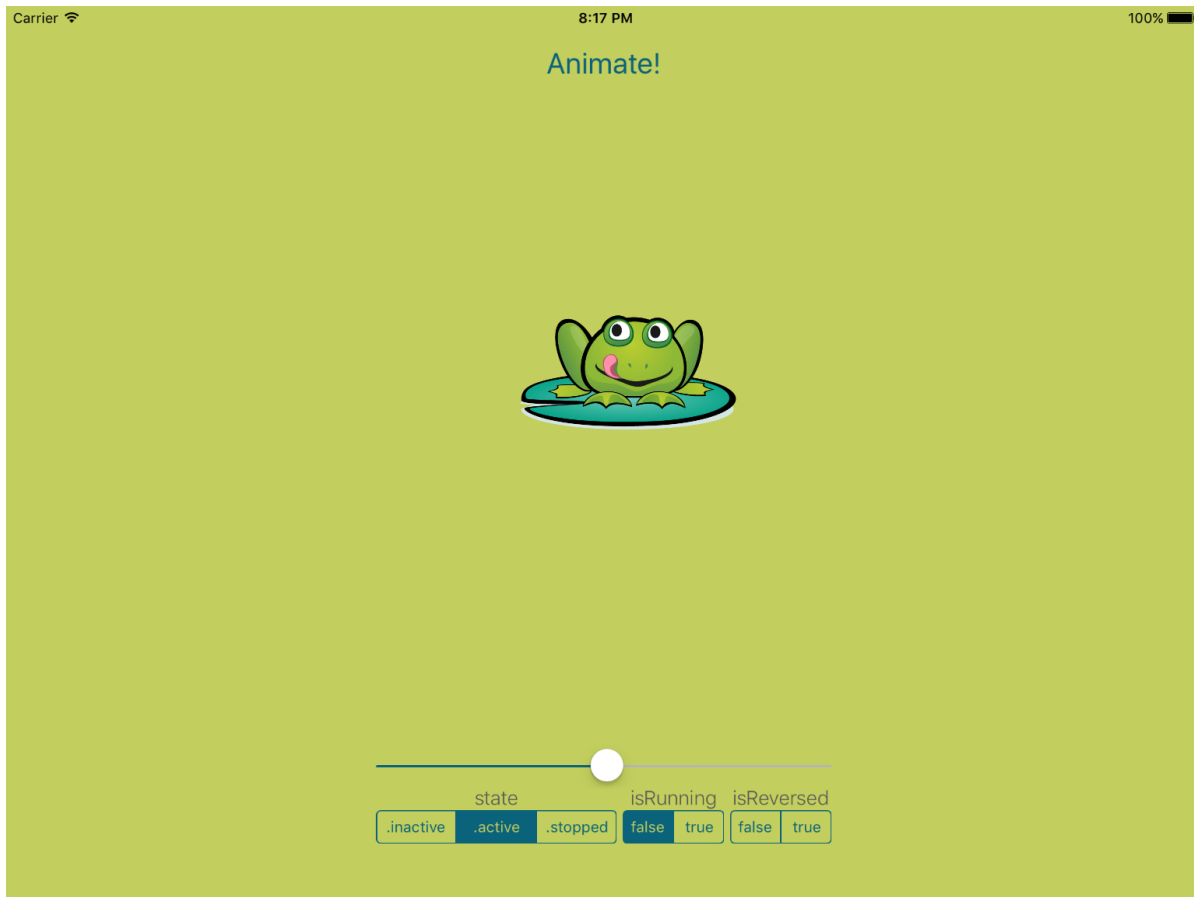 Carrier 8:17 PM 100%
Animate!
state isRunning isReversed
.inactive .active .stopped false true false true